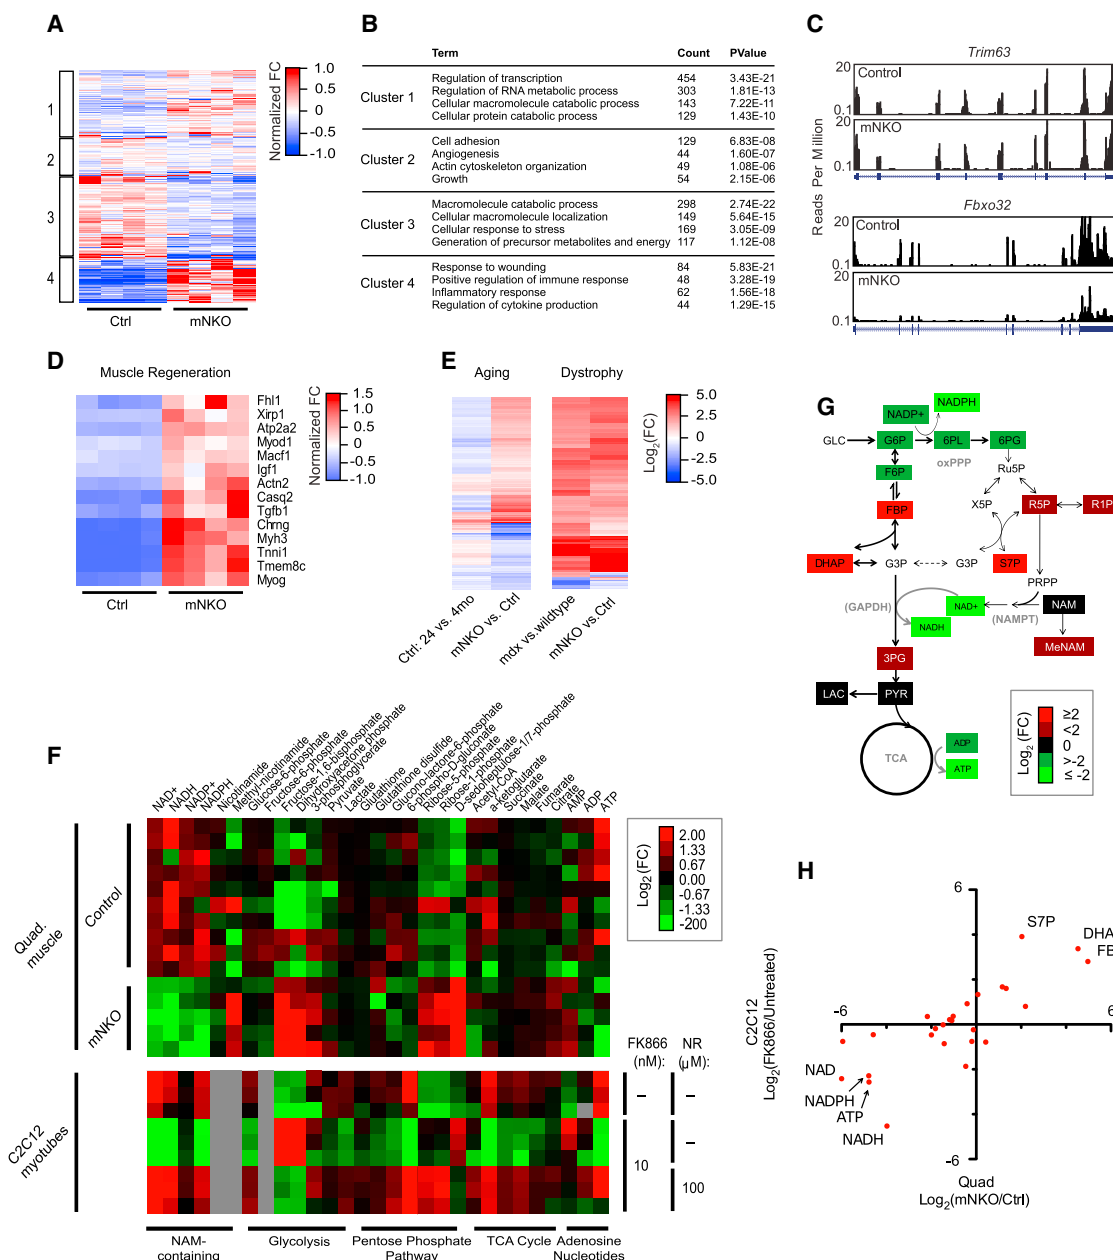 A
1
2
3
4
Ctrl
mNKO
Normalized FC
1.0
0.5
0
-0.5
-1.0
B
Term Count PValue
Cluster 1
Regulation of transcription 454 3.43E-21
Regulation of RNA metabolic process 303 1.81E-13
Cellular macromolecule catabolic process 143 7.22E-11
Cellular protein catabolic process 129 1.43E-10
Cluster 2
Cell adhesion 129 6.83E-08
Angiogenesis 44 1.60E-07
Actin cytoskeleton organization 49 1.08E-06
Growth 54 2.15E-06
Cluster 3
Macromolecule catabolic process 298 2.74E-22
Cellular macromolecule localization 149 5.64E-15
Cellular response to stress 169 3.05E-09
Generation of precursor metabolites and energy 117 1.12E-08
Cluster 4
Response to wounding 84 5.83E-21
Positive regulation of immune response 48 3.28E-19
Inflammatory response 62 1.56E-18
Regulation of cytokine production 44 1.29E-15
C
Trim63
20
Control
0.1
20
mNKO
0.1
Reads Per Million
Fbxo32
20
Control
0.1
20
mNKO
0.1
D
Muscle Regeneration
Fhl1
Xirp1
Atp2a2
Myod1
Macf1
Igf1
Actn2
Casq2
Tgfb1
Chrng
Myh3
Tnni1
Tmem8c
Myog
Ctrl
mNKO
Normalized FC
1.5
1.0
0.5
0
-0.5
-1.0
E
Aging
Dystrophy
Ctrl: 24 vs. 4mo
mNKO vs. Ctrl
mdx vs.wildtype
mNKO vs.Ctrl
Log2(FC)
5.0
2.5
0
-2.5
-5.0
G
NADP+
NADPH
GLC
G6P
6PL
6PG
oxPPP
F6P
Ru5P
X5P
R5P
R1P
FBP
DHAP
G3P
G3P
S7P
PRPP
(GAPDH)
NAD+
(NAMPT)
NAM
NADH
MeNAM
3PG
LAC
PYR
TCA
ADP
ATP
Log2 (FC)
≥2
<2
0
>-2
≤ -2
F
NAD+
NADH
NADP+
NADPH
Nicotinamide
Methyl-nicotinamide
Glucose-6-phosphate
Fructose-6-phosphate
Fructose-1,6-bisphosphate
Dihydroxyacetone phosphate
3-phosphoglycerate
Pyruvate
Lactate
Glutathione
Glutathione disulfide
Glucono-lactone-6-phosphate
6-phospho-D-gluconate
Ribose-5-phosphate
Ribose-1-phosphate
D-sedoheptulose-1/7-phosphate
Acetyl-CoA
a-ketoglutarate
Succinate
Malate
Fumarate
Citrate
AMP
ADP
ATP
Quad. muscle
Control
mNKO
C2C12 myotubes
Log2 (FC)
2.00
1.33
0.67
0.00
-0.67
-1.33
-200
FK866 (nM):
NR (µM):
–
–
–
10
100
NAM-containing
Glycolysis
Pentose Phosphate Pathway
TCA Cycle
Adenosine Nucleotides
H
C2C12
Log2(FK866/Untreated)
6
-6
6
-6
S7P
DHA
FB
NAD
NADPH
ATP
NADH
Quad
Log2(mNKO/Ctrl)